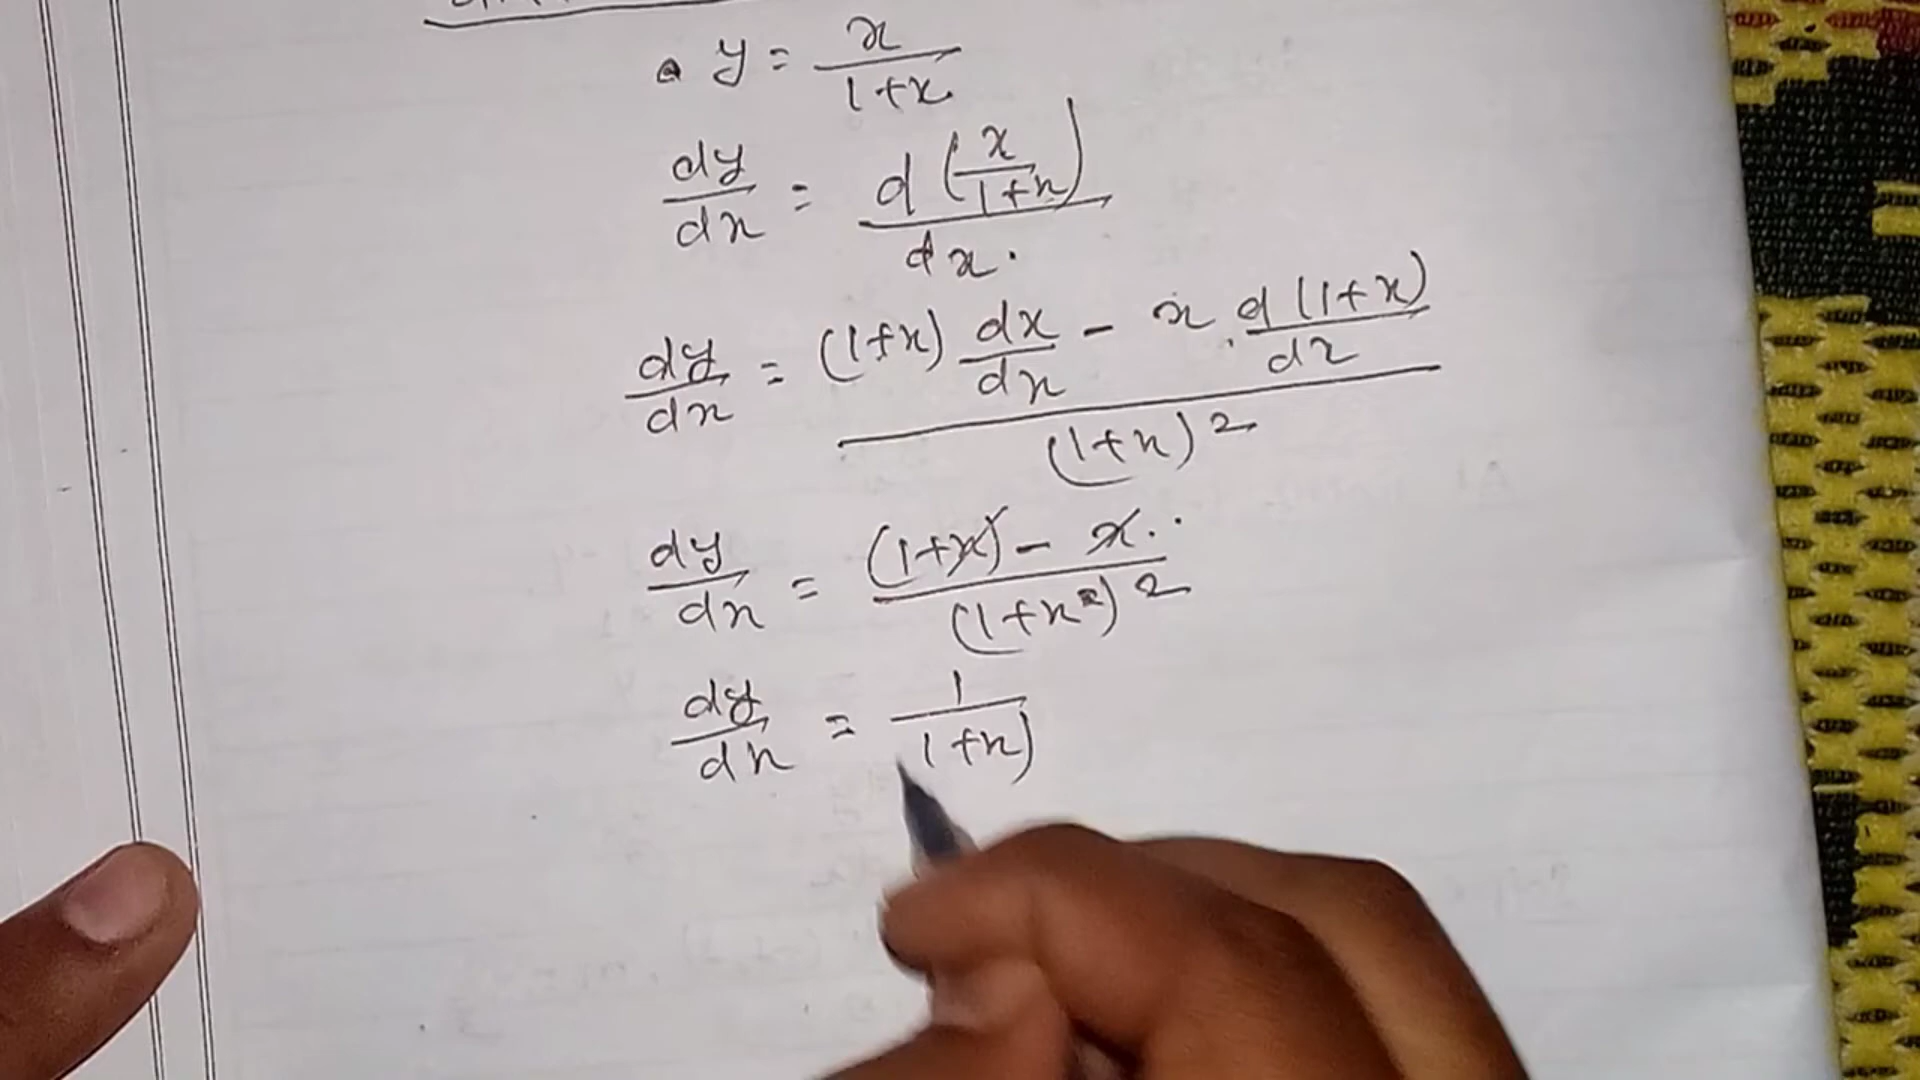 y = x/(1+x)
dy/dx = d(x/(1+x))/dx.
dy/dx = ((1+x) dx/dx - x . d(1+x)/dx)/(1+x)²
dy/dx = ((1+x) - x.)/(1+x)²
dy/dx = 1/1+x)